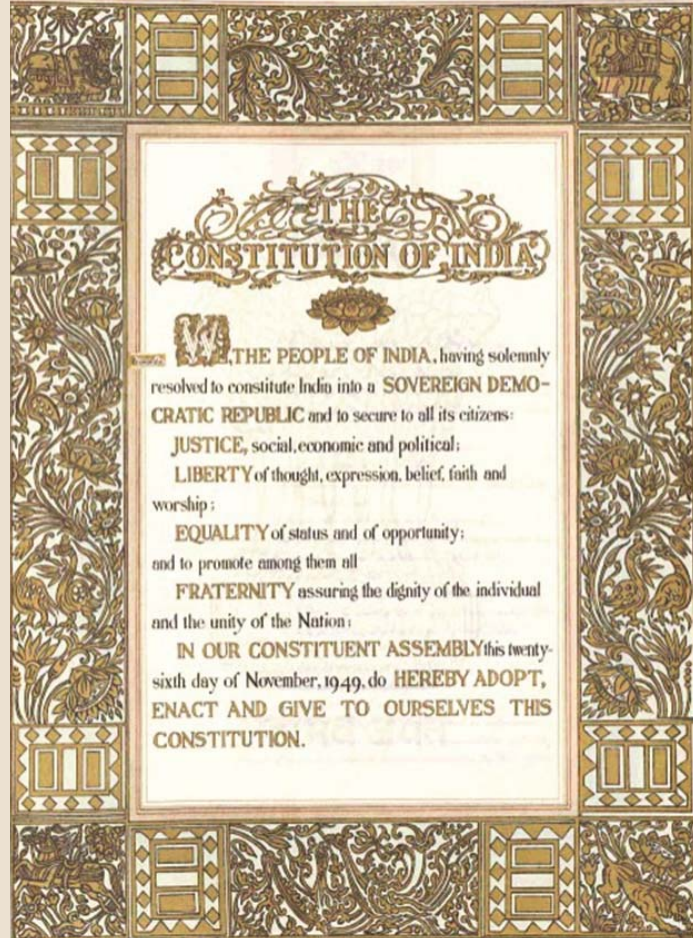 THE
CONSTITUTION OF INDIA
WE, THE PEOPLE OF INDIA, having solemnly
resolved to constitute India into a SOVEREIGN DEMO-
CRATIC REPUBLIC and to secure to all its citizens:
JUSTICE, social, economic and political;
LIBERTY of thought, expression, belief, faith and
worship;
EQUALITY of status and of opportunity;
and to promote among them all
FRATERNITY assuring the dignity of the individual
and the unity of the Nation;
IN OUR CONSTITUENT ASSEMBLY this twenty-
sixth day of November, 1949, do HEREBY ADOPT,
ENACT AND GIVE TO OURSELVES THIS
CONSTITUTION.